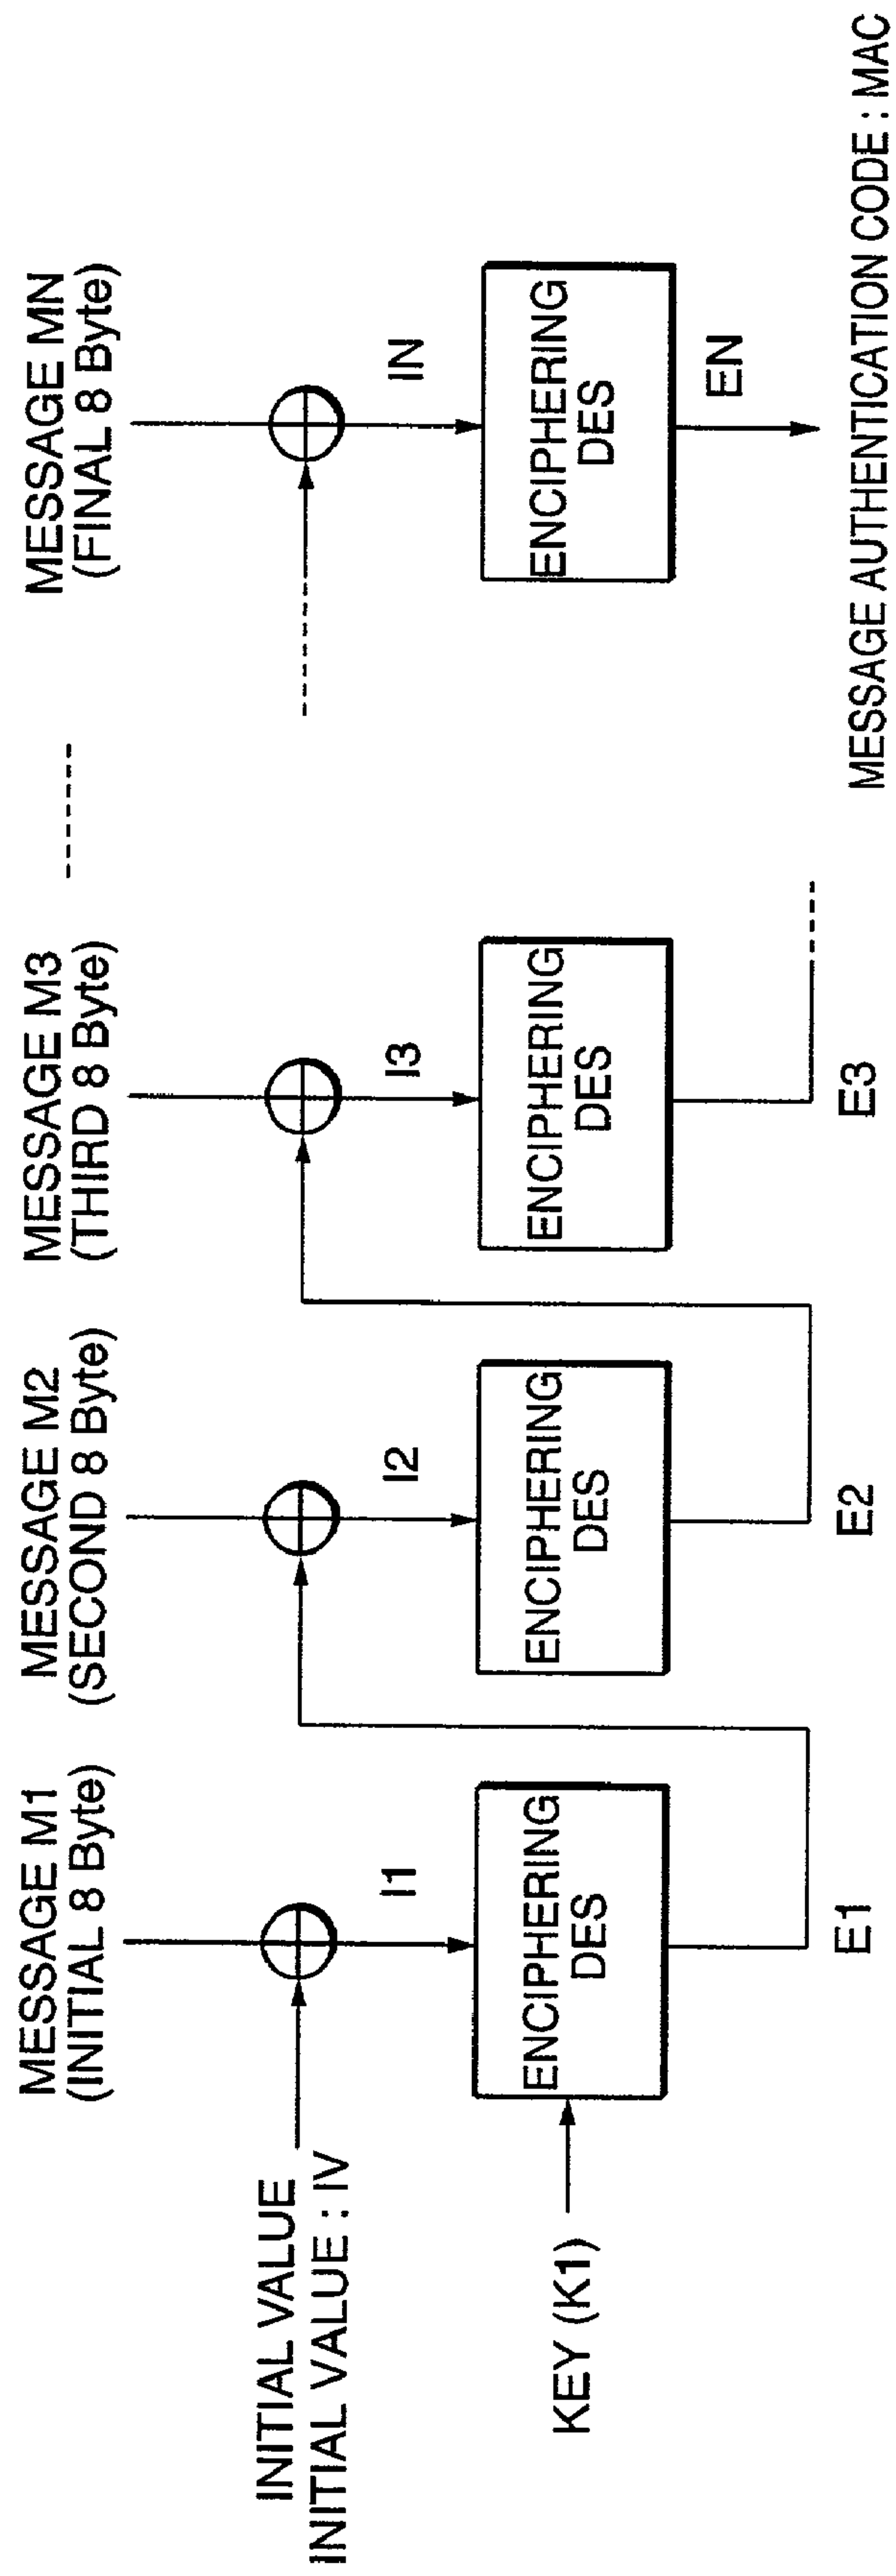 MESSAGE M1
(INITIAL 8 Byte)
MESSAGE M2
(SECOND 8 Byte)
MESSAGE M3
(THIRD 8 Byte)
MESSAGE MN
(FINAL 8 Byte)
INITIAL VALUE
INITIAL VALUE : IV
I1
I2
I3
IN
KEY (K1)
ENCIPHERING
DES
ENCIPHERING
DES
ENCIPHERING
DES
ENCIPHERING
DES
E1
E2
E3
EN
MESSAGE AUTHENTICATION CODE : MAC